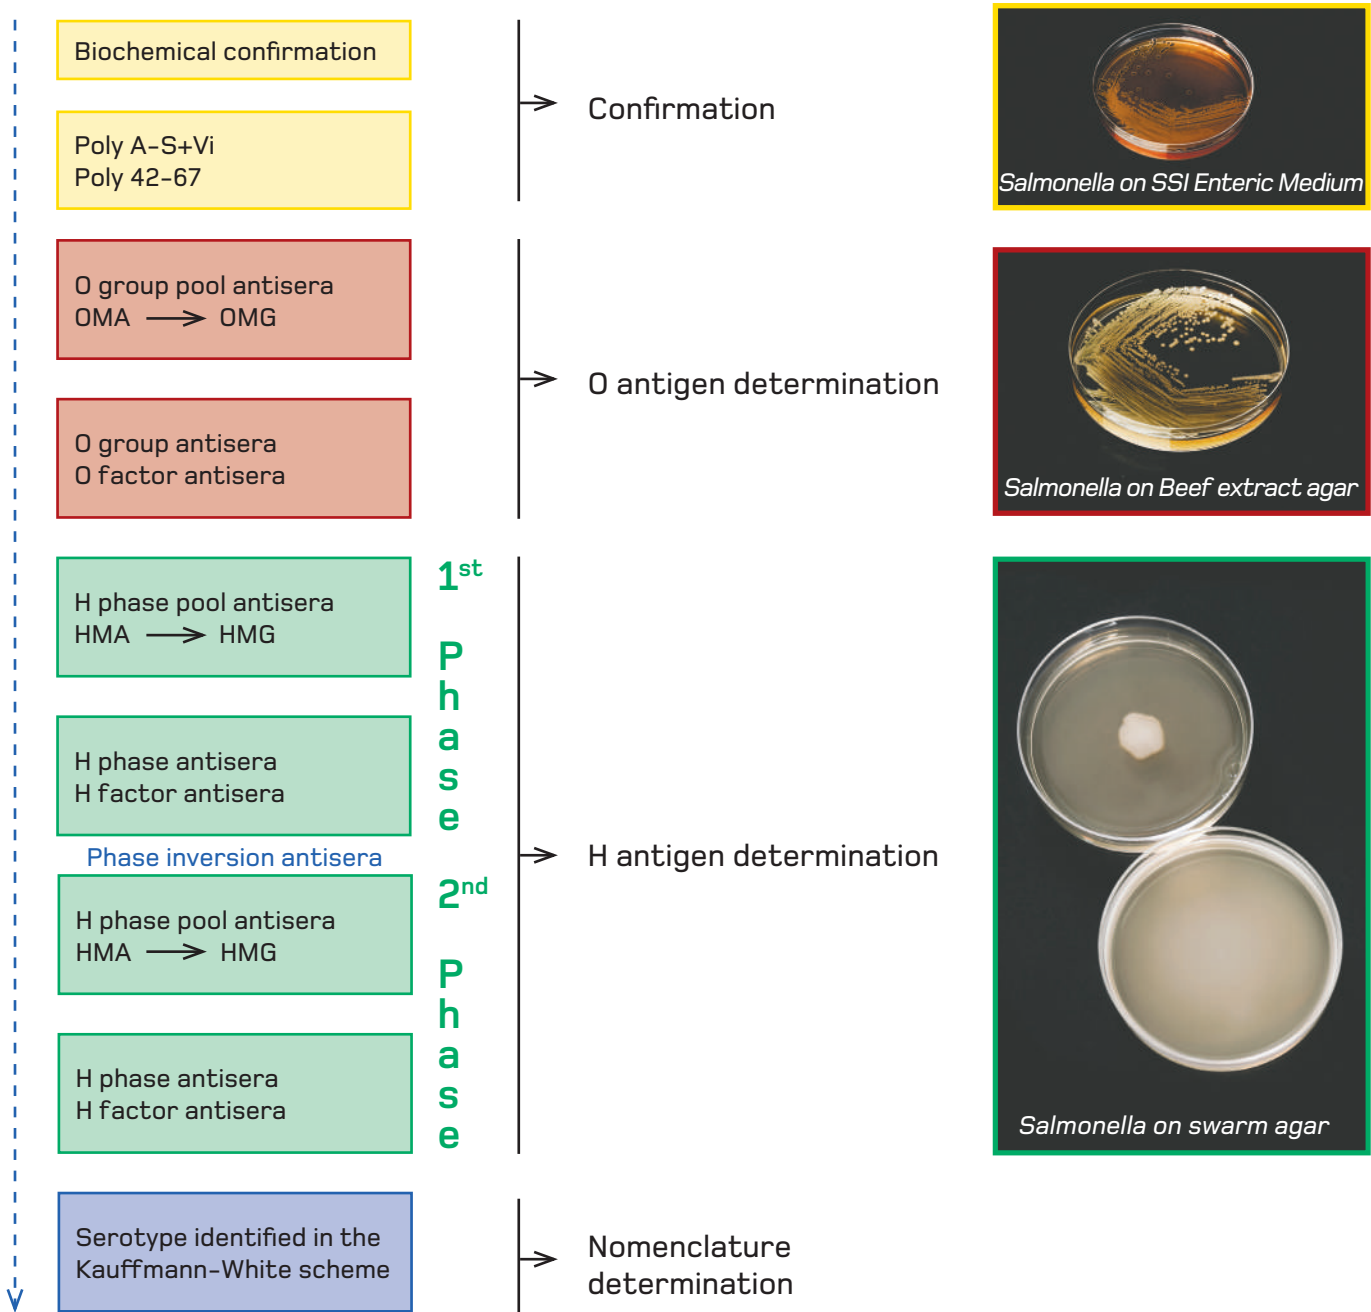 Biochemical confirmation
Poly A-S+Vi
Poly 42-67
Confirmation
Salmonella on SSI Enteric Medium
O group pool antisera
OMA → OMG
O group antisera
O factor antisera
O antigen determination
Salmonella on Beef extract agar
H phase pool antisera
HMA → HMG
H phase antisera
H factor antisera
1st Phase
Phase inversion antisera
H phase pool antisera
HMA → HMG
H phase antisera
H factor antisera
2nd Phase
H antigen determination
Salmonella on swarm agar
Serotype identified in the
Kauffmann-White scheme
Nomenclature
determination